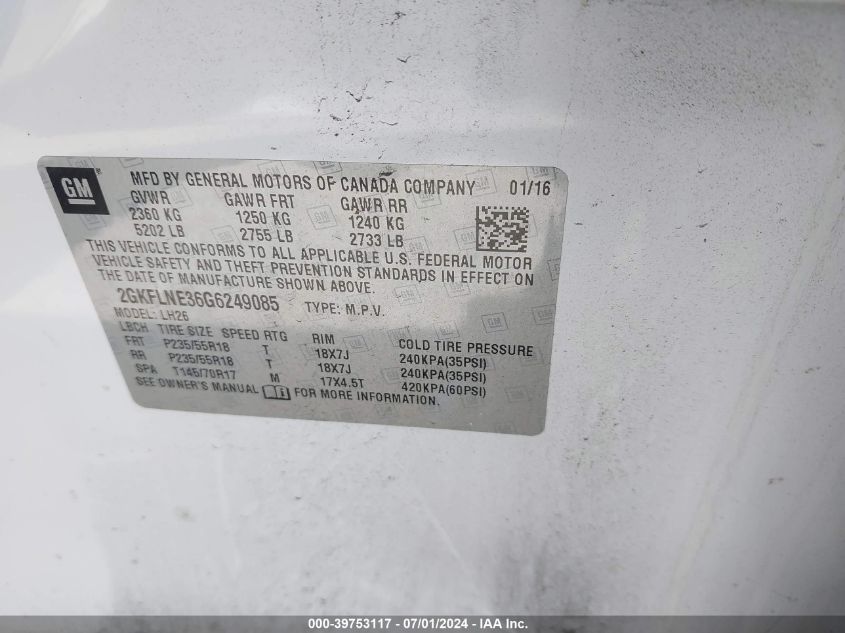 GM
MFD BY GENERAL MOTORS OF CANADA COMPANY 01/16
GVWR GAWR FRT GAWR RR
2360 KG 1250 KG 1240 KG
5202 LB 2755 LB 2733 LB
THIS VEHICLE CONFORMS TO ALL APPLICABLE U.S. FEDERAL MOTOR
VEHICLE SAFETY AND THEFT PREVENTION STANDARDS IN EFFECT ON
THE DATE OF MANUFACTURE SHOWN ABOVE.
2GKFLNE36G6249085 TYPE: M.P.V.
MODEL: LH26
LBCH TIRE SIZE SPEED RTG RIM COLD TIRE PRESSURE
FRT P235/55R18 T 18X7J 240KPA(35PSI)
RR P235/55R18 T 18X7J 240KPA(35PSI)
SPA T145/70R17 M 17X4.5T 420KPA(60PSI)
SEE OWNER'S MANUAL FOR MORE INFORMATION.
000-39753117 - 07/01/2024 - IAAI.com